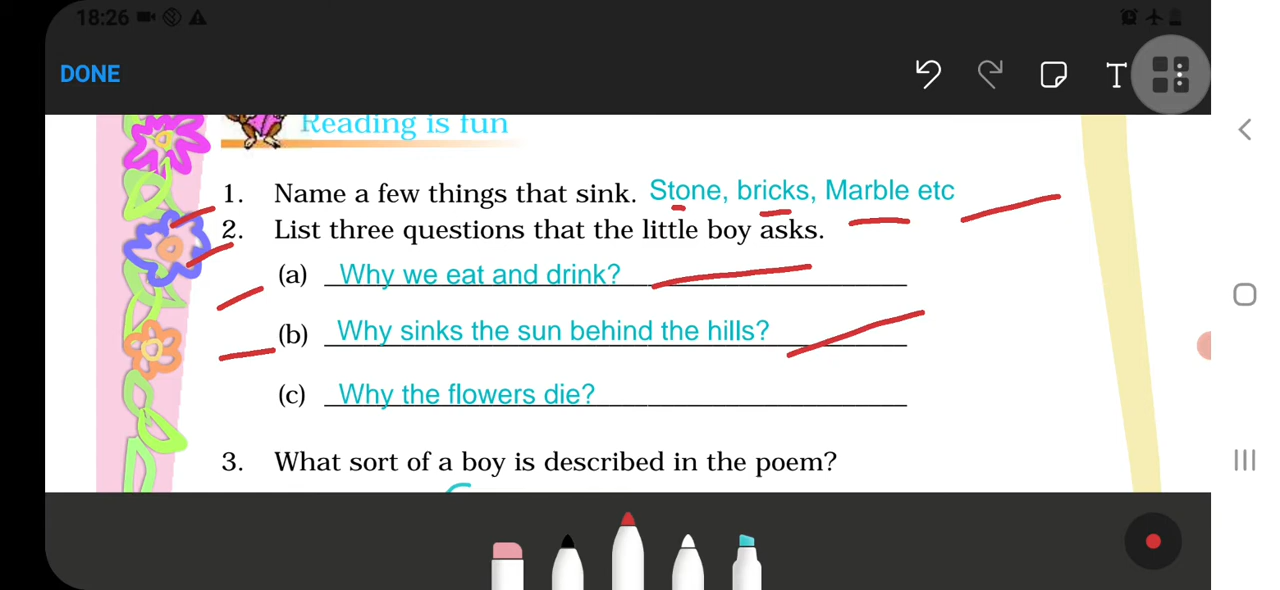 18:26
DONE
T
Reading is fun
1. Name a few things that sink. Stone, bricks, Marble etc
2. List three questions that the little boy asks.
(a) Why we eat and drink?
(b) Why sinks the sun behind the hills?
(c) Why the flowers die?
3. What sort of a boy is described in the poem?